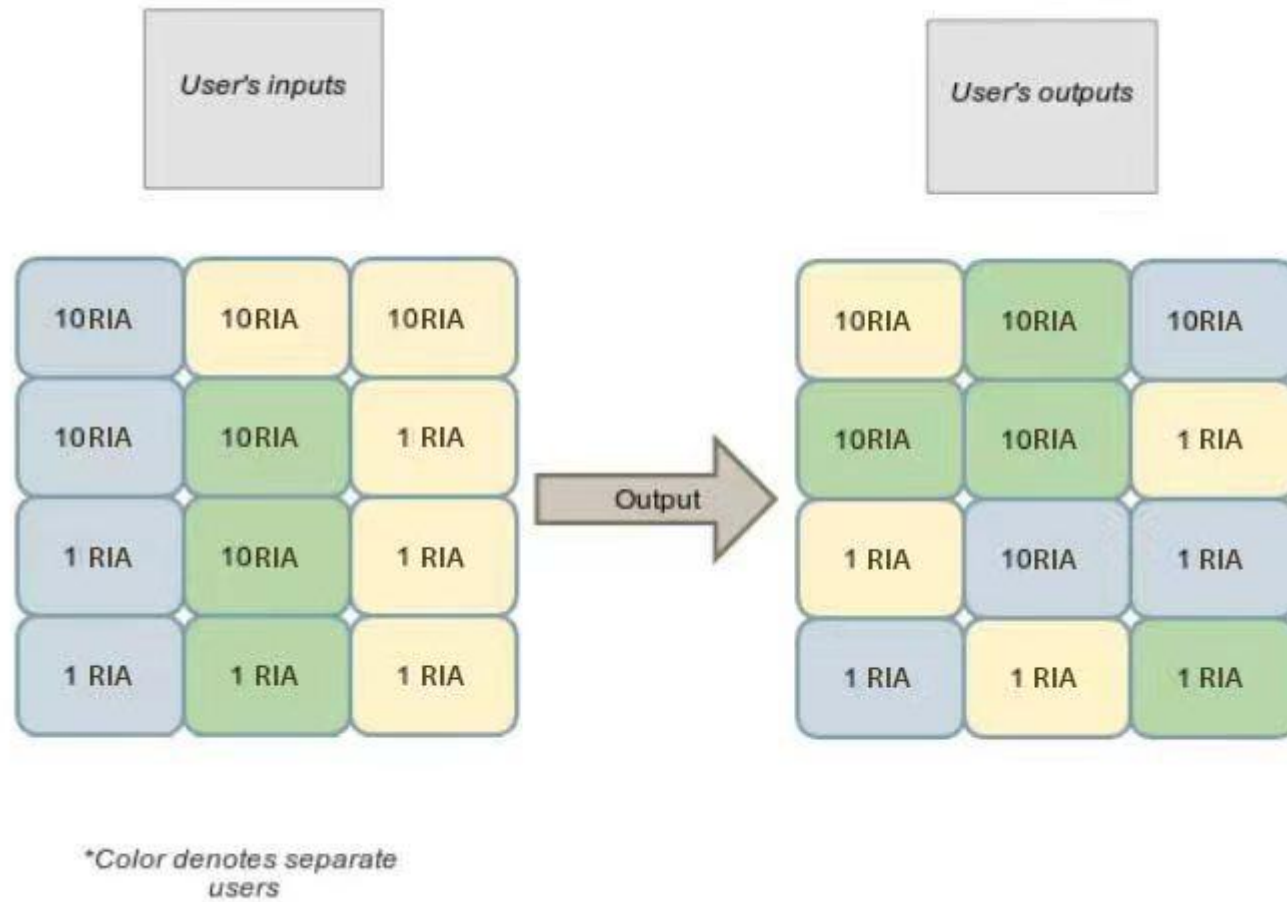 User's inputs
User's outputs
10RIA 10RIA 10RIA
10RIA 10RIA 1 RIA
1 RIA 10RIA 1 RIA
1 RIA 1 RIA 1 RIA
Output
10RIA 10RIA 10RIA
10RIA 10RIA 1 RIA
1 RIA 10RIA 1 RIA
1 RIA 1 RIA 1 RIA
*Color denotes separate
users